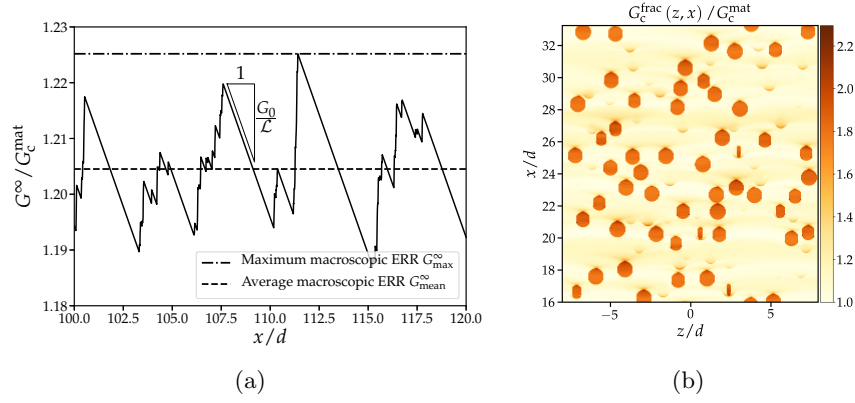 1.23
1.22
1.21
1.20
1.19
1.18
G^∞/G_c^mat
1
G_0
ℒ
Maximum macroscopic ERR G_max^∞
Average macroscopic ERR G_mean^∞
100.0 102.5 105.0 107.5 110.0 112.5 115.0 117.5 120.0
x/d
(a)
G_c^frac (z, x) /G_c^mat
32
30
28
26
24
22
20
18
16
x/d
−5 0 5
z/d
2.2
2.0
1.8
1.6
1.4
1.2
1.0
(b)